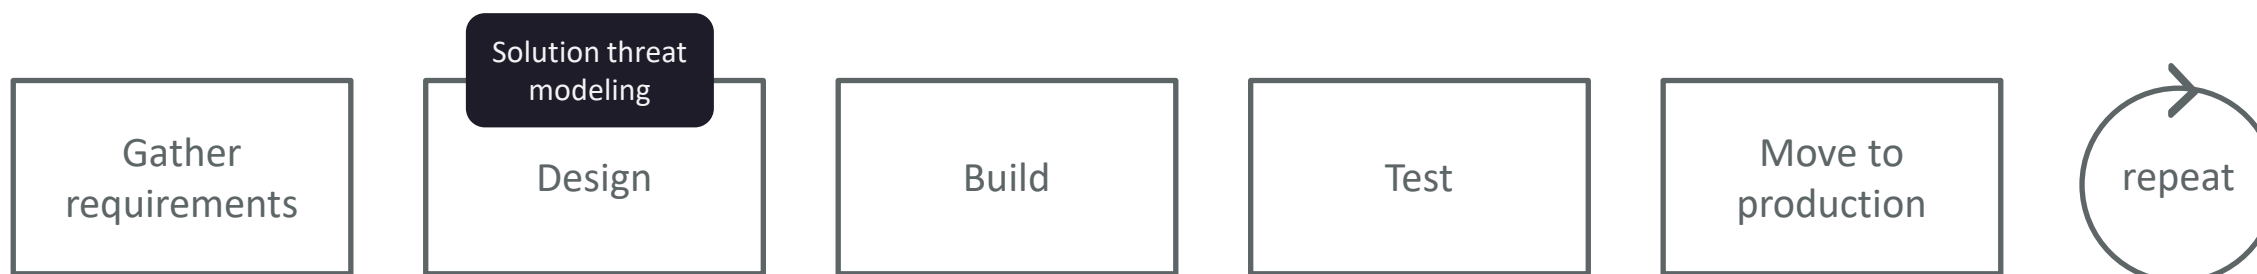 Solution threat
modeling
Gather
requirements
Design
Build
Test
Move to
production
repeat